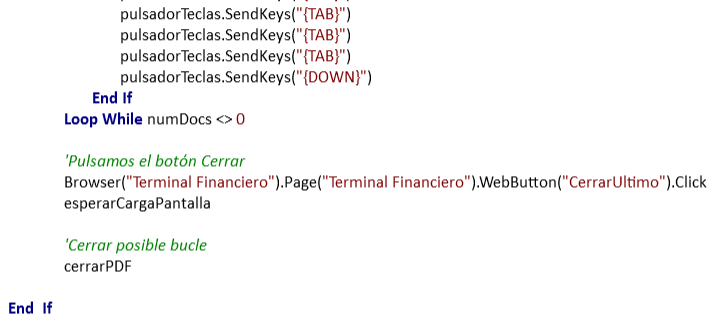 pulsadorTeclas.SendKeys("{TAB}")
pulsadorTeclas.SendKeys("{TAB}")
pulsadorTeclas.SendKeys("{TAB}")
pulsadorTeclas.SendKeys("{DOWN}")
End If
Loop While numDocs <> 0
'Pulsamos el botón Cerrar
Browser("Terminal Financiero").Page("Terminal Financiero").WebButton("CerrarUltimo").Click
esperarCargaPantalla
'Cerrar posible bucle
cerrarPDF
End If